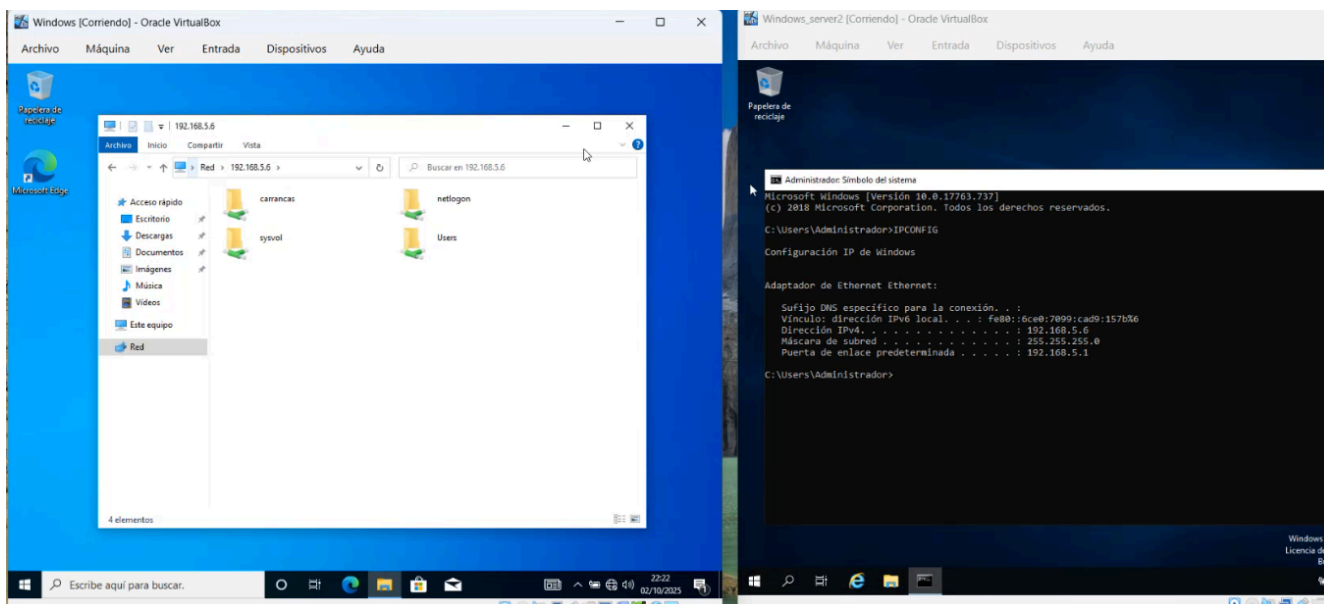 Windows [Corriendo] - Oracle VirtualBox
Archivo Máquina Ver Entrada Dispositivos Ayuda
Papelera de
reciclaje
Microsoft Edge
192.168.5.6
Archivo Inicio Compartir Vista
Red > 192.168.5.6 >
Buscar en 192.168.5.6
Acceso rápido
Escritorio
Descargas
Documentos
Imágenes
Música
Vídeos
Este equipo
Red
carrancas
netlogon
sysvol
Users
4 elementos
Escribe aquí para buscar.
22:22
02/10/2025
Windows_server2 [Corriendo] - Oracle VirtualBox
Archivo Máquina Ver Entrada Dispositivos Ayuda
Papelera de
reciclaje
Administrador: Símbolo del sistema
Microsoft Windows [Versión 10.0.17763.737]
(c) 2018 Microsoft Corporation. Todos los derechos reservados.
C:\Users\Administrador>IPCONFIG
Configuración IP de Windows
Adaptador de Ethernet Ethernet:
Sufijo DNS específico para la conexión. . :
Vínculo: dirección IPv6 local. . . : fe80::6ce0:7099:cad9:157b%6
Dirección IPv4. . . . . . . . . . . . . . : 192.168.5.6
Máscara de subred . . . . . . . . . . . . : 255.255.255.0
Puerta de enlace predeterminada . . . . . : 192.168.5.1
C:\Users\Administrador>
Windows
Licencia de